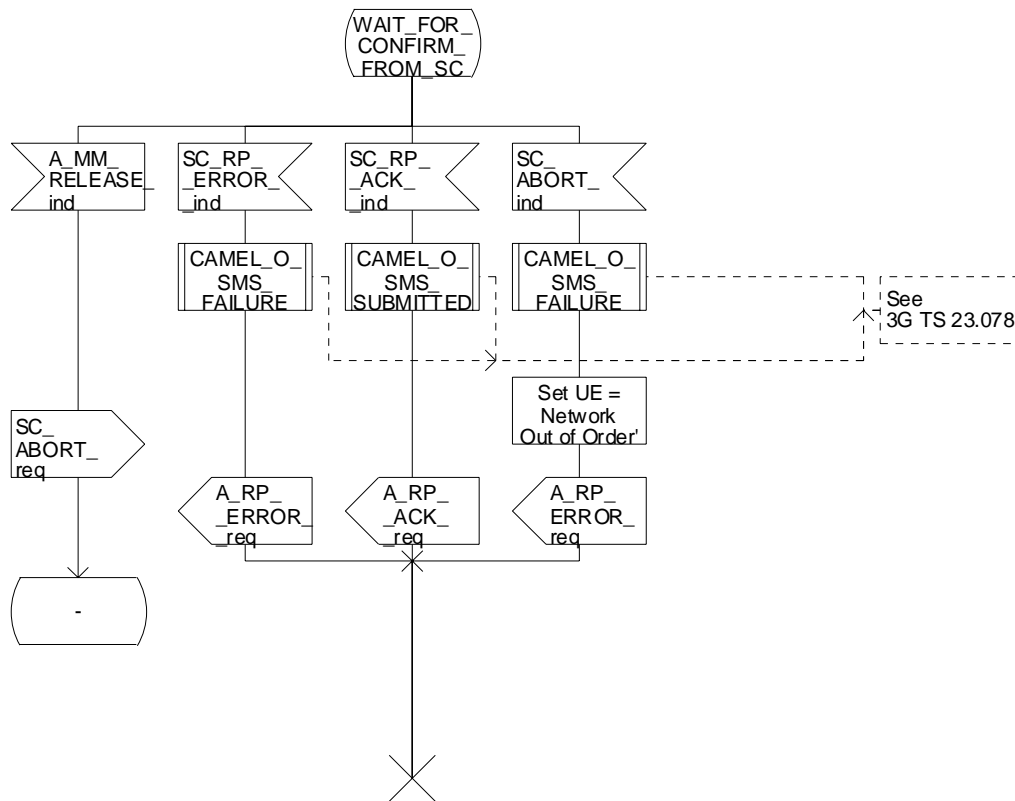 WAIT_FOR_
CONFIRM_
FROM_SC
A_MM_
RELEASE_
ind
SC_RP_
_ERROR_
_ind
SC_RP_
_ACK_
_ind
SC_
ABORT_
ind
CAMEL_O_
SMS_
FAILURE
CAMEL_O_
SMS_
SUBMITTED
CAMEL_O_
SMS_
FAILURE
See
3G TS 23.078
Set UE =
Network
Out of Order'
SC_
ABORT_
req
A_RP_
_ERROR_
_req
A_RP_
_ACK_
_req
A_RP_
ERROR_
req
-